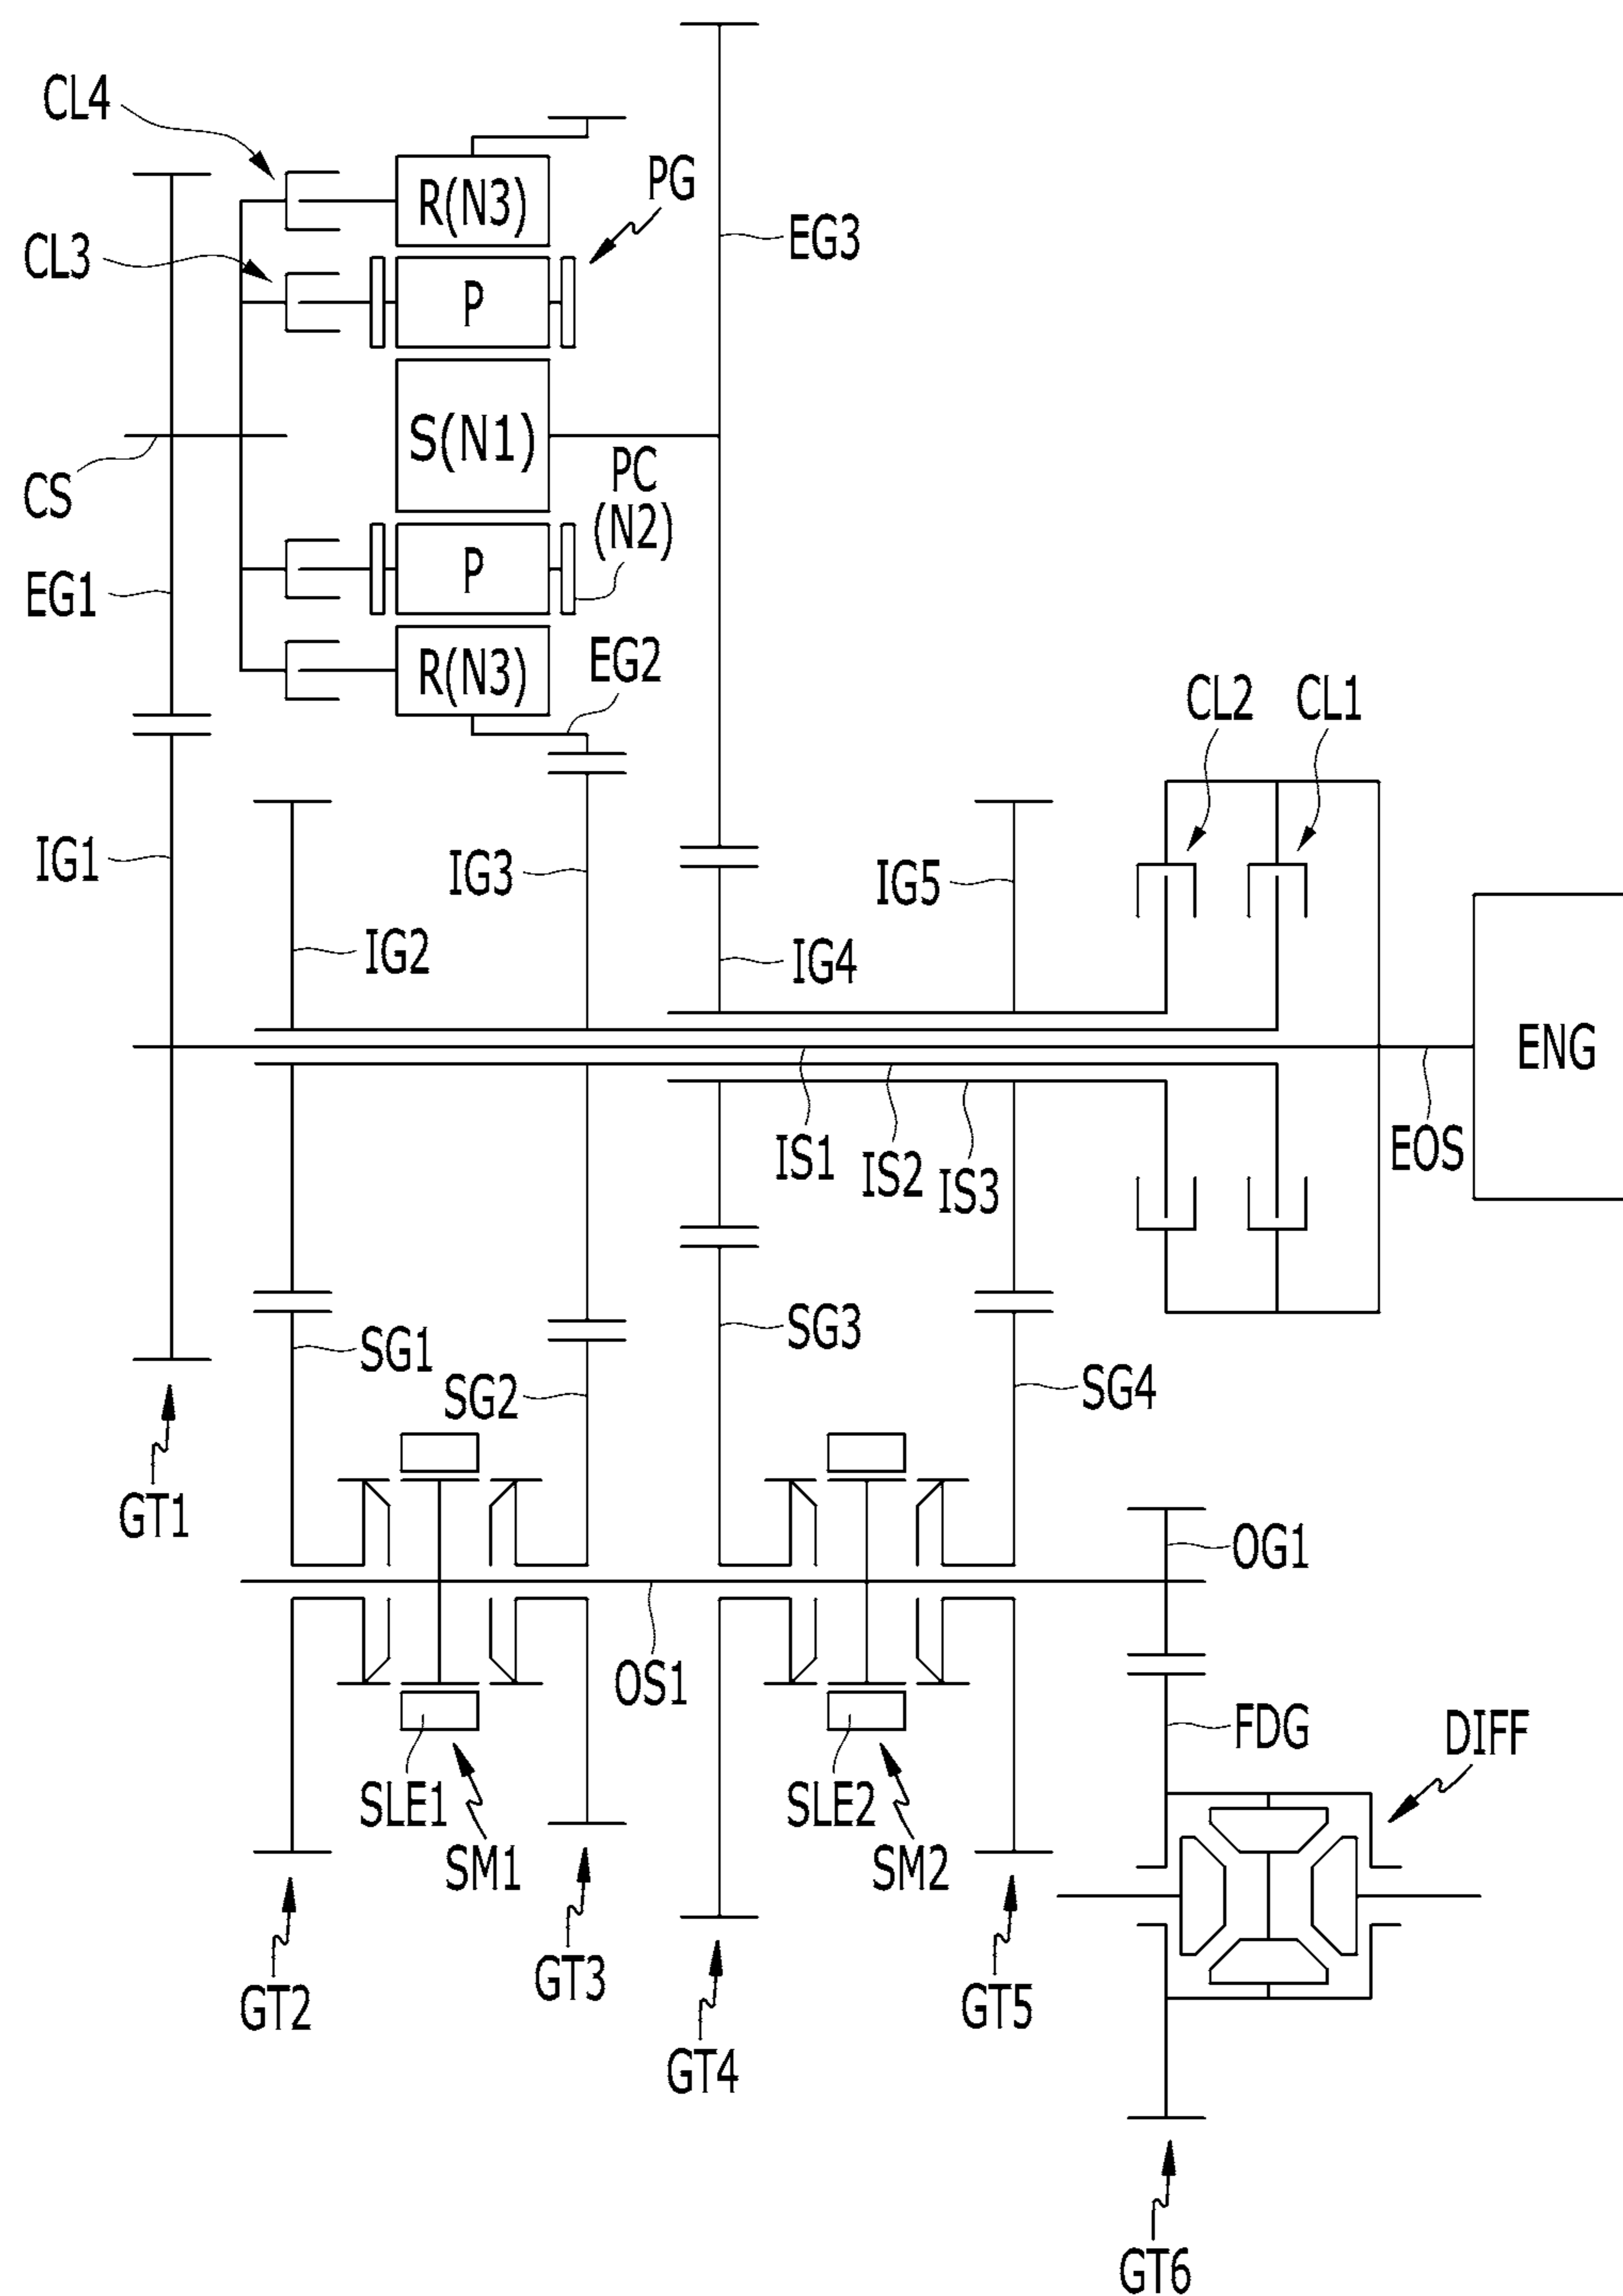 CL4
R(N3)
PG
EG3
CL3
P
S(N1)
CS
PC
(N2)
EG1
P
R(N3)
EG2
CL2
CL1
IG1
IG3
IG5
IG2
IG4
ENG
IS1
IS2
IS3
EOS
SG1
SG2
SG3
SG4
GT1
OG1
OS1
FDG
DIFF
SLE1
SM1
SLE2
SM2
GT2
GT3
GT4
GT5
GT6